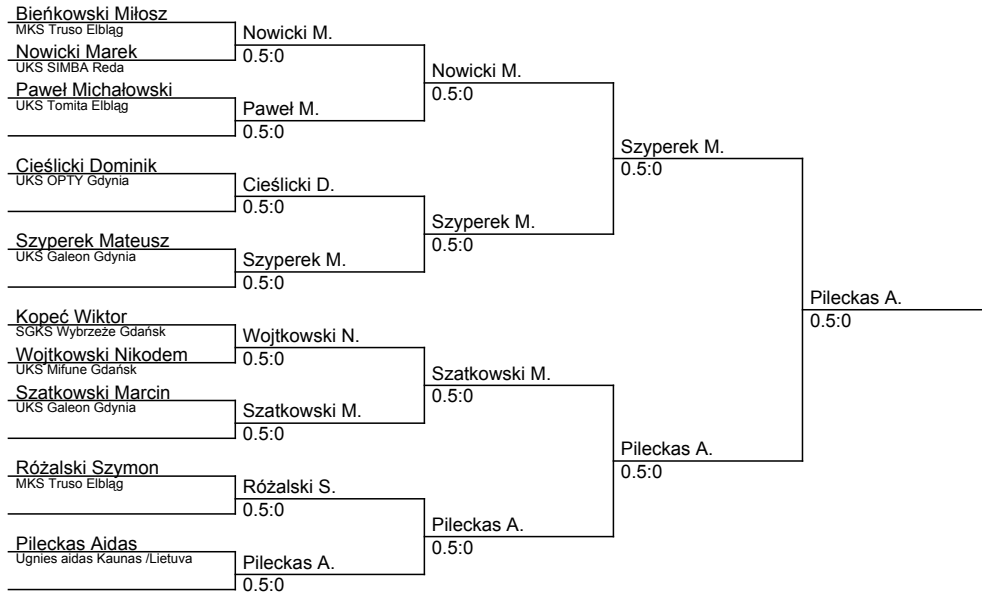 Bieńkowski Miłosz
MKS Truso Elbląg
Nowicki Marek
UKS SIMBA Reda
Paweł Michałowski
UKS Tomita Elbląg
Cieślicki Dominik
UKS OPTY Gdynia
Szyperek Mateusz
UKS Galeon Gdynia
Kopeć Wiktor
SGKS Wybrzeże Gdańsk
Wojtkowski Nikodem
UKS Mifune Gdańsk
Szatkowski Marcin
UKS Galeon Gdynia
Różalski Szymon
MKS Truso Elbląg
Pileckas Aidas
Ugnies aidas Kaunas /Lietuva
Nowicki M.
0.5:0
Paweł M.
0.5:0
Cieślicki D.
0.5:0
Szyperek M.
0.5:0
Wojtkowski N.
0.5:0
Szatkowski M.
0.5:0
Różalski S.
0.5:0
Pileckas A.
0.5:0
Nowicki M.
0.5:0
Szyperek M.
0.5:0
Szatkowski M.
0.5:0
Pileckas A.
0.5:0
Szyperek M.
0.5:0
Pileckas A.
0.5:0
Pileckas A.
0.5:0